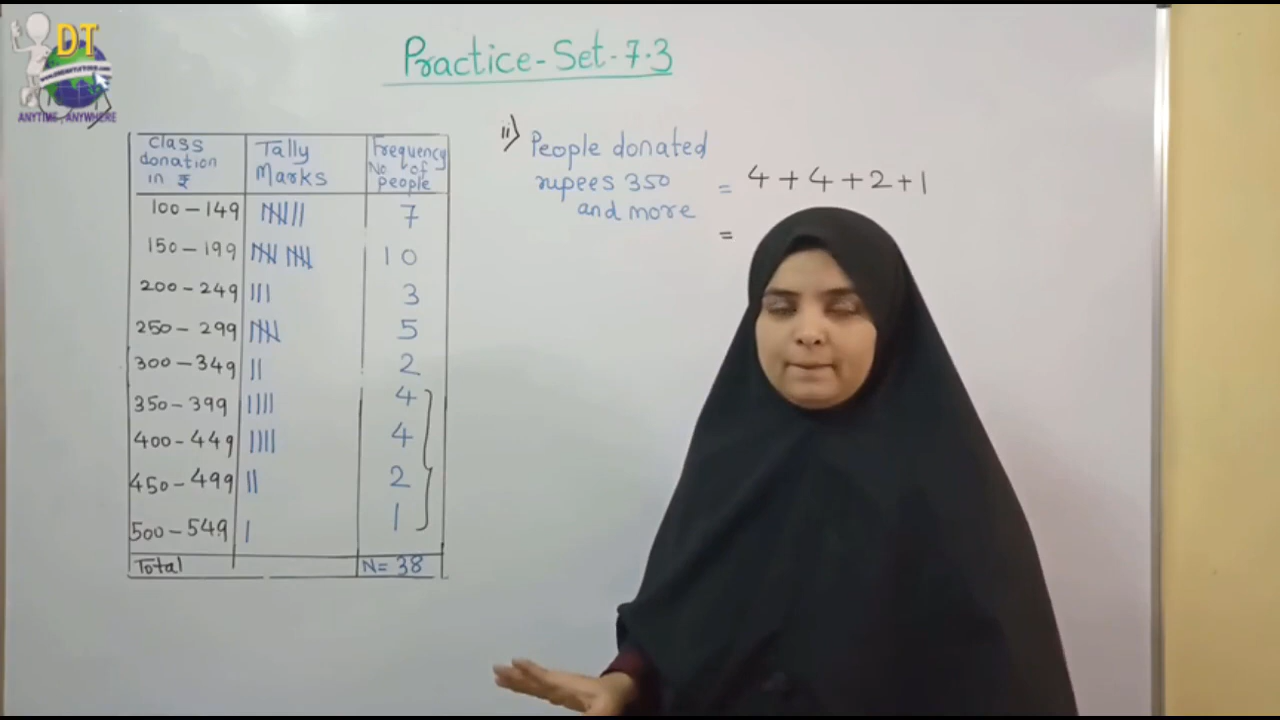 DT
ANYTIME, ANYWHERE
Practice-Set-7.3
Class donation in ₹
Tally Marks
Frequency No of people
100-149 7
150-199 10
200-249 3
250-299 5
300-349 2
350-399 4
400-449 4
450-499 2
500-549 1
Total N= 38
ii) People donated
rupees 350 = 4+4+2+1
and more
=